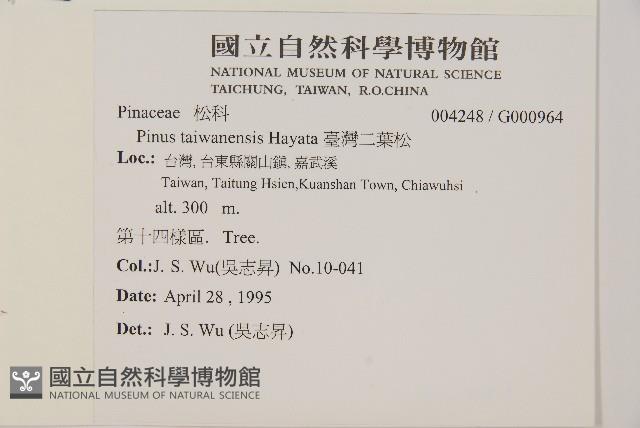 國立自然科學博物館
NATIONAL MUSEUM OF NATURAL SCIENCE
TAICHUNG, TAIWAN, R.O.CHINA
Pinaceae 松科 004248 / G000964
Pinus taiwanensis Hayata 臺灣二葉松
Loc.: 台灣, 台東縣關山鎮, 嘉武溪
Taiwan, Taitung Hsien,Kuanshan Town, Chiawuhsi
alt. 300 m.
第十四樣區. Tree.
Col.:J. S. Wu(吳志昇) No.10-041
Date: April 28 , 1995
Det.: J. S. Wu (吳志昇)
國立自然科學博物館
NATIONAL MUSEUM OF NATURAL SCIENCE